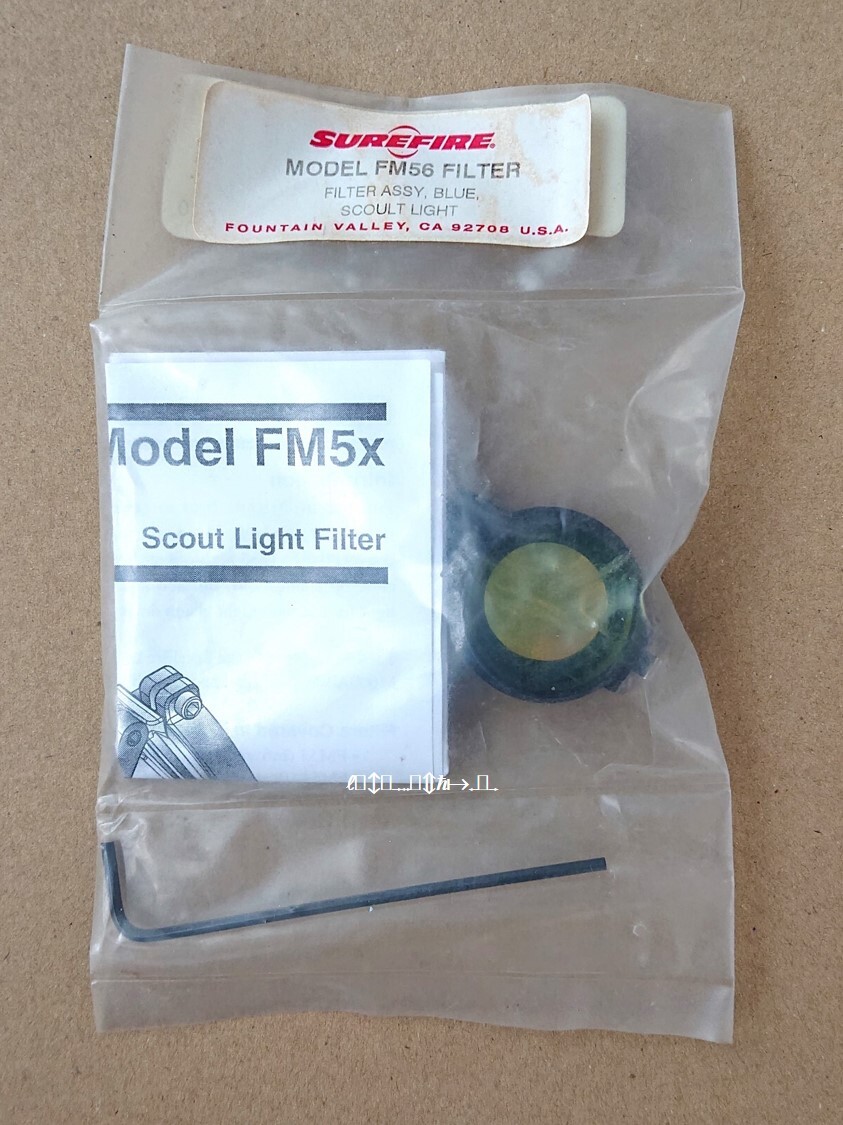 SUREFIRE
MODEL FM56 FILTER
FILTER ASSY, BLUE,
SCOULT LIGHT
FOUNTAIN VALLEY, CA 92708 U.S.A.
Model FM5x
Scout Light Filter